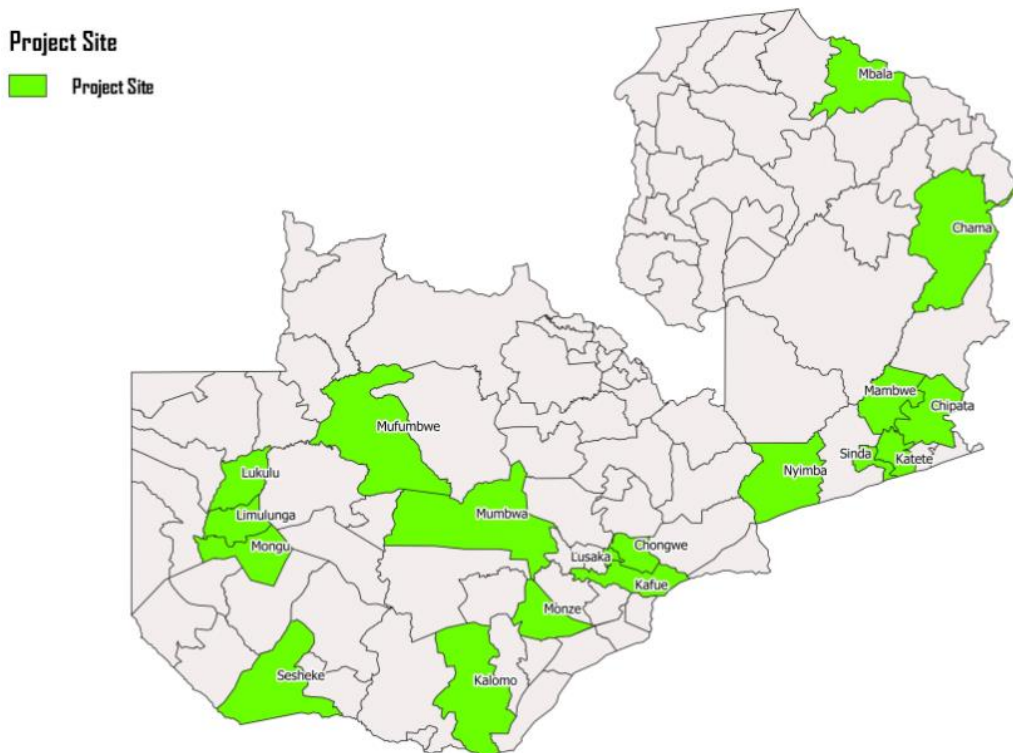 Project Site
Project Site
Mbala
Chama
Mambwe
Chipata
Mufumbwe
Sinda
Katete
Nyimba
Lukulu
Limulunga
Mumbwa
Mongu
Chongwe
Lusaka
Kafue
Monze
Sesheke
Kalomo